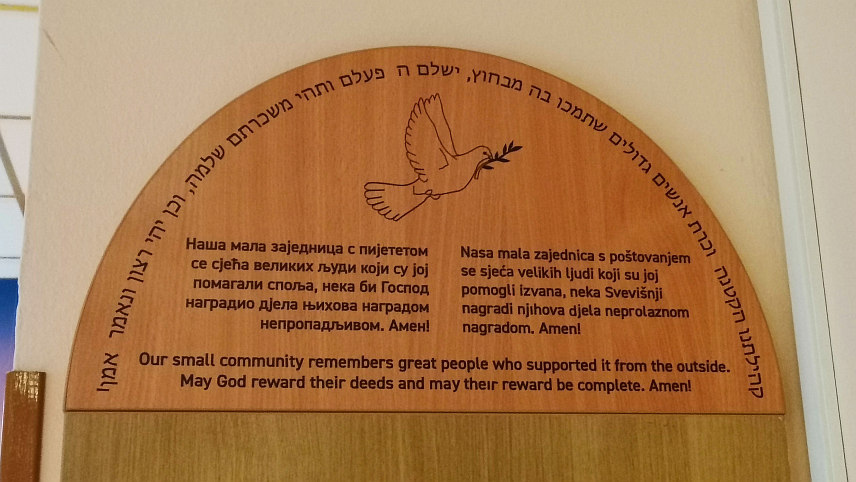 קהילתנו הקטנה זוכרת אנשים גדולים שתמכו בה מבחוץ, ישלם ה פעלם ותהי משכרתם שלמה, וכן יהי רצון ונאמר אמן!
Наша мала заједница с пијететом
се сјећа великих људи који су јој
помагали споља, нека би Господ
наградио дјела њихова наградом
непропадљивом. Амен!
Nasa mala zajednica s poštovanjem
se sjeća velikih ljudi koji su joj
pomogli izvana, neka Svevišnji
nagradi njihova djela neprolaznom
nagradom. Amen!
Our small community remembers great people who supported it from the outside.
May God reward their deeds and may their reward be complete. Amen!